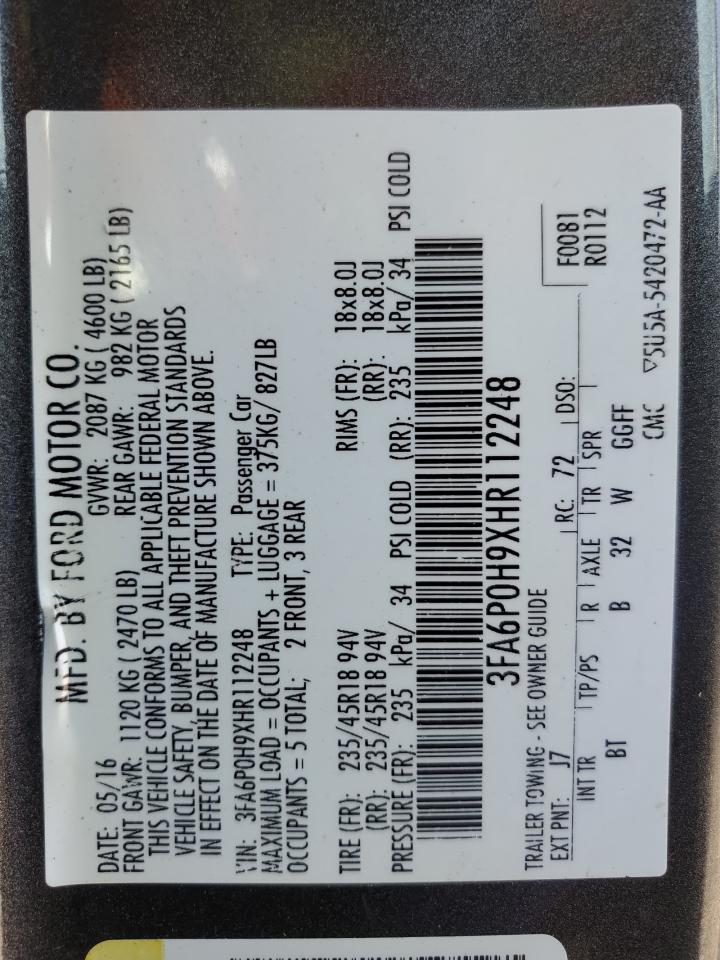 MFD. BY FORD MOTOR CO.
DATE: 05/16 GVWR: 2087 KG ( 4600 LB)
FRONT GAWR: 1120 KG ( 2470 LB) REAR GAWR: 982 KG ( 2165 LB)
THIS VEHICLE CONFORMS TO ALL APPLICABLE FEDERAL MOTOR
VEHICLE SAFETY, BUMPER, AND THEFT PREVENTION STANDARDS
IN EFFECT ON THE DATE OF MANUFACTURE SHOWN ABOVE.
VIN: 3FA6P0H9XHR112248 TYPE: Passenger Car
MAXIMUM LOAD = OCCUPANTS + LUGGAGE = 375KG/ 827LB
OCCUPANTS = 5 TOTAL; 2 FRONT, 3 REAR
TIRE (FR): 235/45R18 94V RIMS (FR): 18x8.0J
(RR): 235/45R18 94V (RR): 18x8.0J
PRESSURE (FR): 235 kPa/ 34 PSI COLD (RR): 235 kPa/ 34 PSI COLD
3FA6P0H9XHR112248
TRAILER TOWING - SEE OWNER GUIDE F0081
EXT PNT: J7 RC: 72 DSO: R0112
INT TR TP/PS R AXLE TR SPR
BT B 32 W GGFF
CMC ▽5U5A-5420472-AA